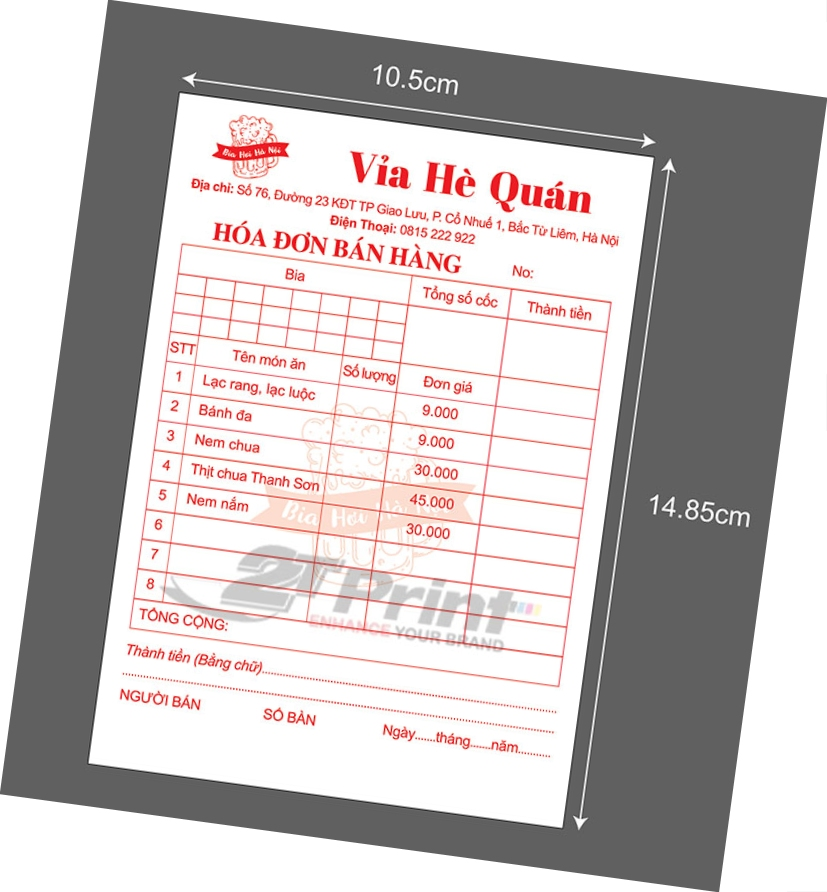 10.5cm
Bia Hơi Hà Nội
Vỉa Hè Quán
Địa chỉ: Số 76, Đường 23 KĐT TP Giao Lưu, P. Cổ Nhuế 1, Bắc Từ Liêm, Hà Nội
Điện Thoại: 0815 222 922
HÓA ĐƠN BÁN HÀNG
No:
Bia Tổng số cốc Thành tiền
STT Tên món ăn Số lượng Đơn giá
1 Lạc rang, lạc luộc 9.000
2 Bánh đa 9.000
3 Nem chua 30.000
4 Thịt chua Thanh Sơn 45.000
5 Nem nắm 30.000
6
7
8
Bia Hơi Hà Nội
14.85cm
2T Print
ENHANCE YOUR BRAND
TỔNG CỘNG:
Thành tiền (Bằng chữ)..........
NGƯỜI BÁN SỐ BÀN Ngày......tháng......năm..........